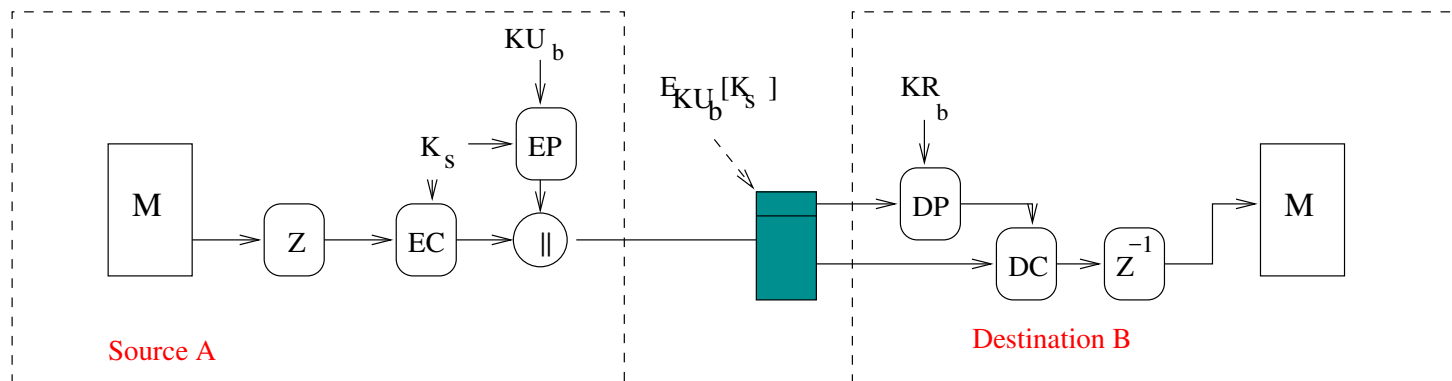 KU b
E KU b [K s ]
KR b
K s
EP
M
Z
EC
||
DP
DC
Z −1
M
Source A
Destination B